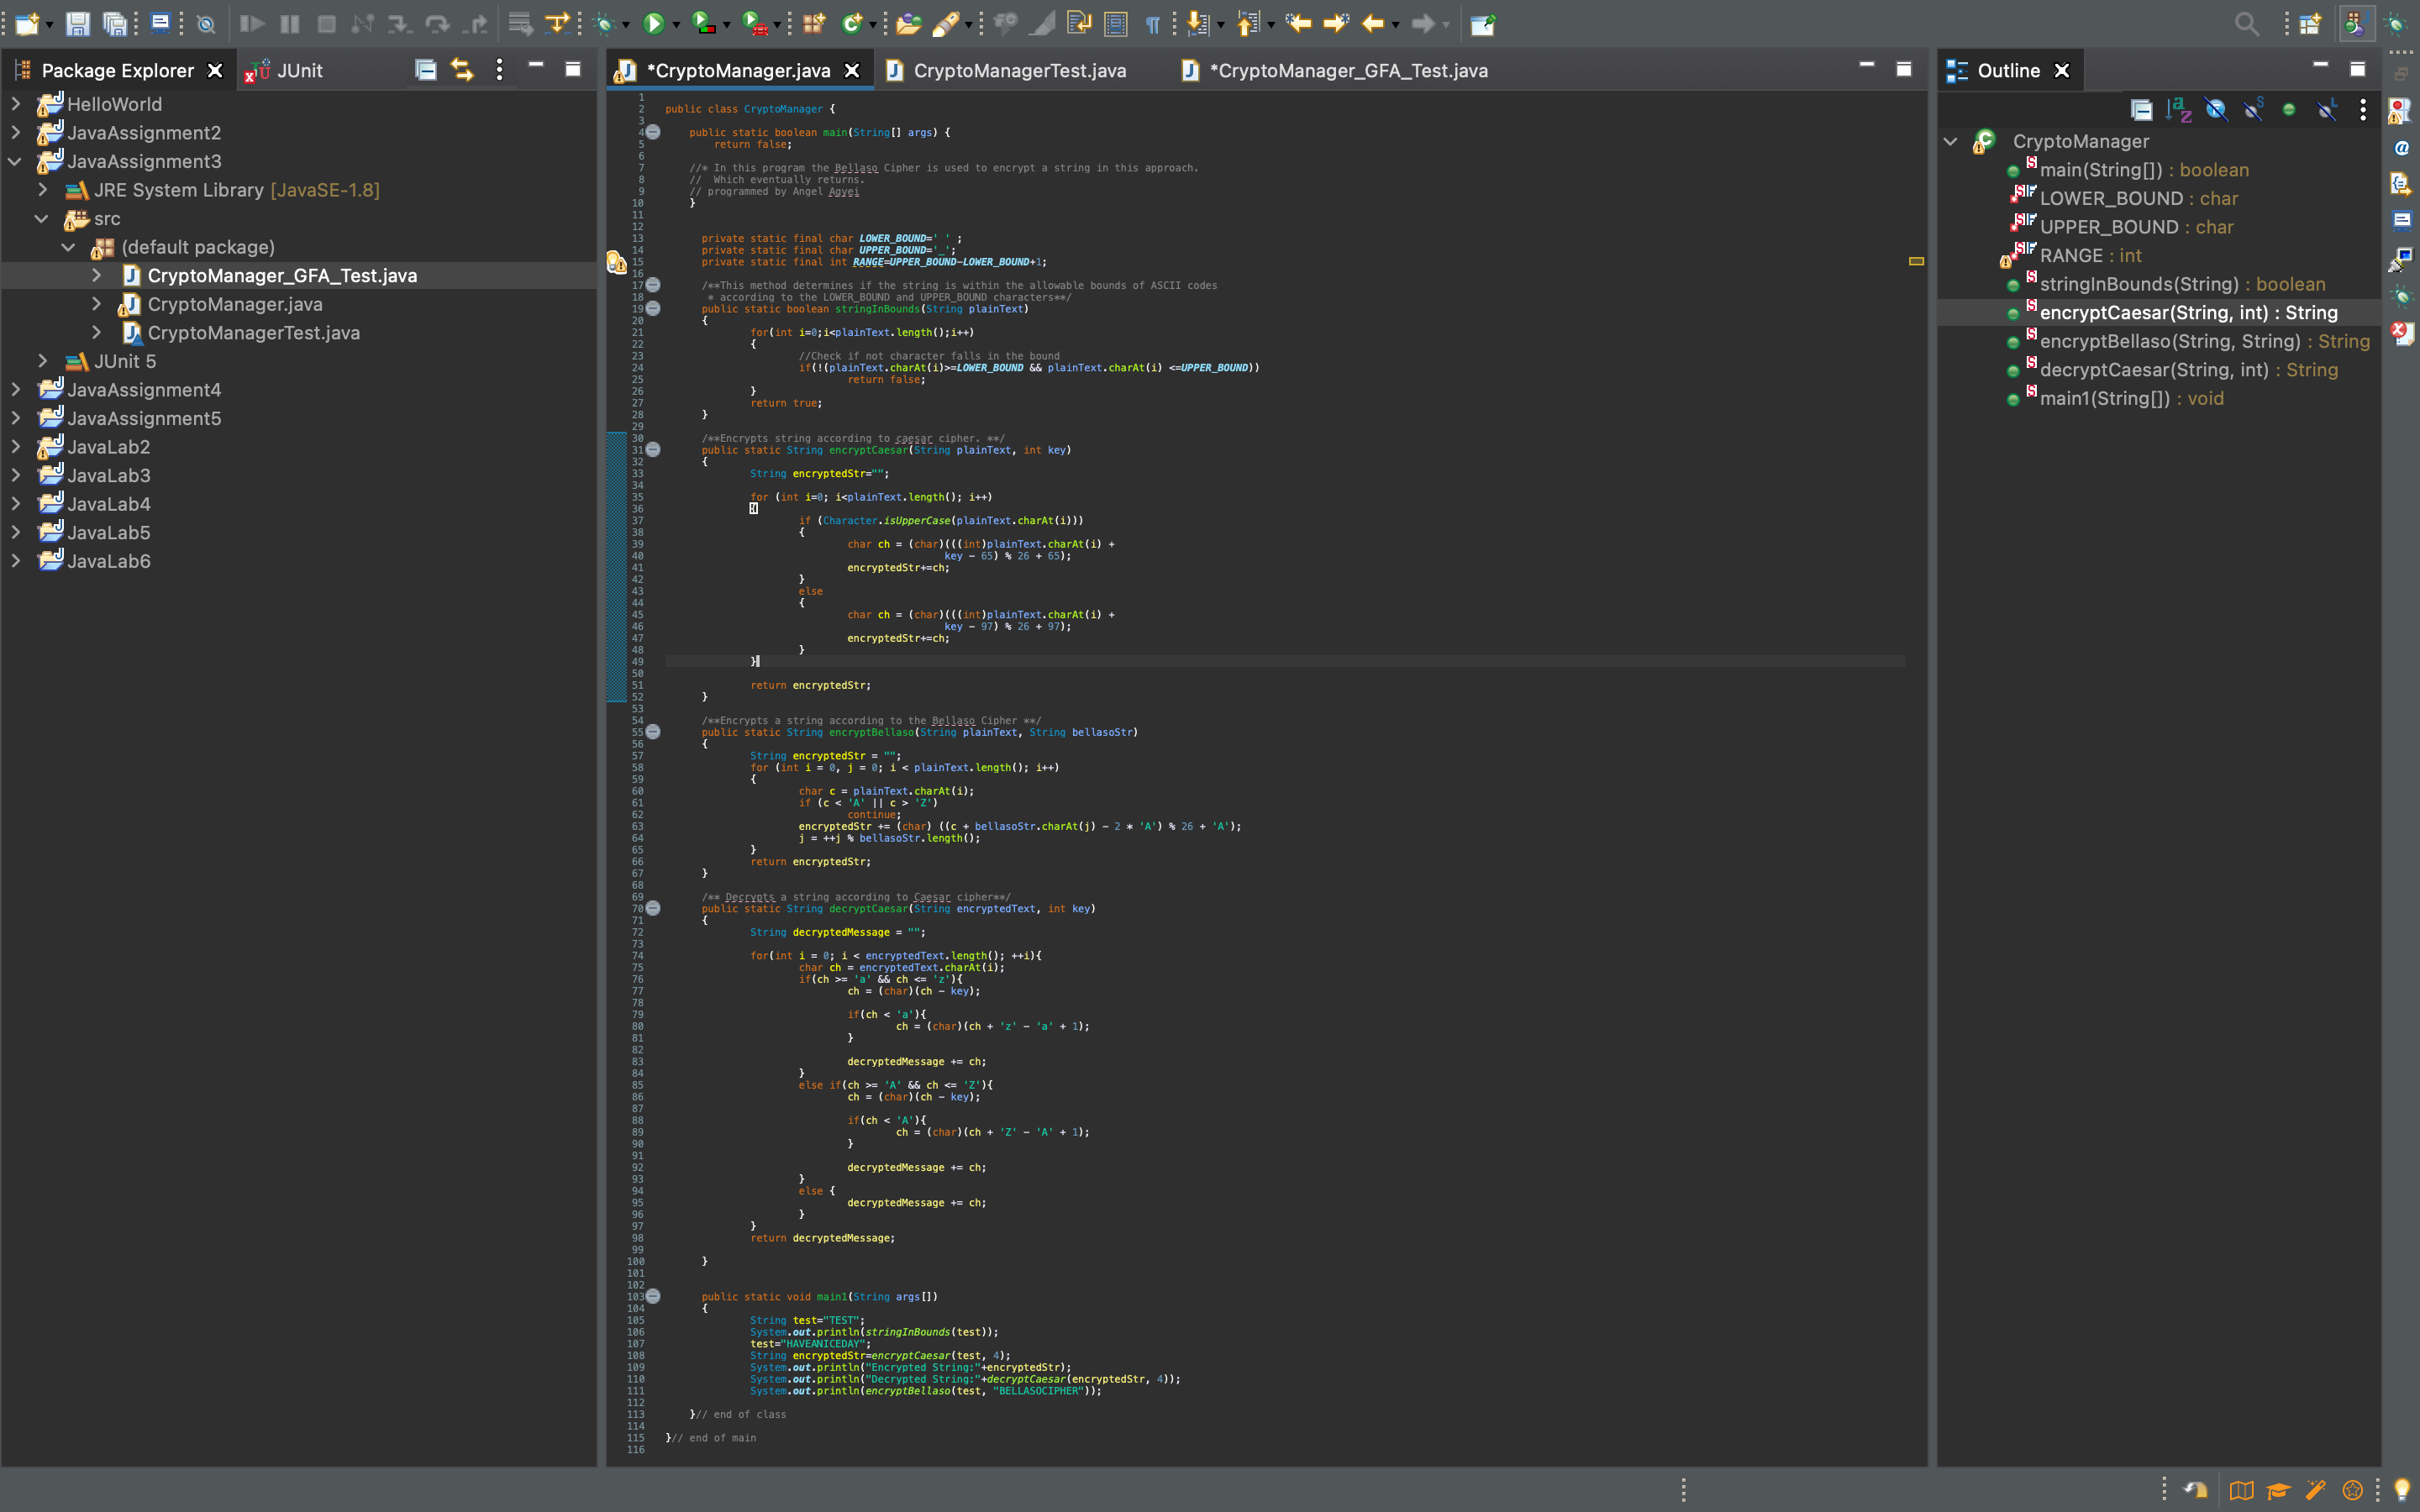 Package Explorer
JUnit
*CryptoManager.java
CryptoManagerTest.java
*CryptoManager_GFA_Test.java
Outline
HelloWorld
JavaAssignment2
JavaAssignment3
JRE System Library [JavaSE-1.8]
src
(default package)
CryptoManager_GFA_Test.java
CryptoManager.java
CryptoManagerTest.java
JUnit 5
JavaAssignment4
JavaAssignment5
JavaLab2
JavaLab3
JavaLab4
JavaLab5
JavaLab6
1
2 public class CryptoManager {
3
4 public static boolean main(String[] args) {
5 return false;
6
7 //* In this program the Bellaso Cipher is used to encrypt a string in this approach.
8 // Which eventually returns.
9 // programmed by Angel Agyei
10 }
11
12
13 private static final char LOWER_BOUND=' ' ;
14 private static final char UPPER_BOUND='_';
15 private static final int RANGE=UPPER_BOUND-LOWER_BOUND+1;
16
17 /**This method determines if the string is within the allowable bounds of ASCII codes
18 * according to the LOWER_BOUND and UPPER_BOUND characters**/
19 public static boolean stringInBounds(String plainText)
20 {
21 for(int i=0;i<plainText.length();i++)
22 {
23 //Check if not character falls in the bound
24 if(!(plainText.charAt(i)>=LOWER_BOUND && plainText.charAt(i) <=UPPER_BOUND))
25 return false;
26 }
27 return true;
28 }
29
30 /**Encrypts string according to caesar cipher. **/
31 public static String encryptCaesar(String plainText, int key)
32 {
33 String encryptedStr="";
34
35 for (int i=0; i<plainText.length(); i++)
36 {
37 if (Character.isUpperCase(plainText.charAt(i)))
38 {
39 char ch = (char)(((int)plainText.charAt(i) +
40 key - 65) % 26 + 65);
41 encryptedStr+=ch;
42 }
43 else
44 {
45 char ch = (char)(((int)plainText.charAt(i) +
46 key - 97) % 26 + 97);
47 encryptedStr+=ch;
48 }
49 }
50
51 return encryptedStr;
52 }
53
54 /**Encrypts a string according to the Bellaso Cipher **/
55 public static String encryptBellaso(String plainText, String bellasoStr)
56 {
57 String encryptedStr = "";
58 for (int i = 0, j = 0; i < plainText.length(); i++)
59 {
60 char c = plainText.charAt(i);
61 if (c < 'A' || c > 'Z')
62 continue;
63 encryptedStr += (char) ((c + bellasoStr.charAt(j) - 2 * 'A') % 26 + 'A');
64 j = ++j % bellasoStr.length();
65 }
66 return encryptedStr;
67 }
68
69 /** Decrypts a string according to Caesar cipher**/
70 public static String decryptCaesar(String encryptedText, int key)
71 {
72 String decryptedMessage = "";
73
74 for(int i = 0; i < encryptedText.length(); ++i){
75 char ch = encryptedText.charAt(i);
76 if(ch >= 'a' && ch <= 'z'){
77 ch = (char)(ch - key);
78
79 if(ch < 'a'){
80 ch = (char)(ch + 'z' - 'a' + 1);
81 }
82
83 decryptedMessage += ch;
84 }
85 else if(ch >= 'A' && ch <= 'Z'){
86 ch = (char)(ch - key);
87
88 if(ch < 'A'){
89 ch = (char)(ch + 'Z' - 'A' + 1);
90 }
91
92 decryptedMessage += ch;
93 }
94 else {
95 decryptedMessage += ch;
96 }
97 }
98 return decryptedMessage;
99
100 }
101
102
103 public static void main1(String args[])
104 {
105 String test="TEST";
106 System.out.println(stringInBounds(test));
107 test="HAVEANICEDAY";
108 String encryptedStr=encryptCaesar(test, 4);
109 System.out.println("Encrypted String:"+encryptedStr);
110 System.out.println("Decrypted String:"+decryptCaesar(encryptedStr, 4));
111 System.out.println(encryptBellaso(test, "BELLASOCIPHER"));
112
113 }// end of class
114
115 }// end of main
116
CryptoManager
main(String[]) : boolean
LOWER_BOUND : char
UPPER_BOUND : char
RANGE : int
stringInBounds(String) : boolean
encryptCaesar(String, int) : String
encryptBellaso(String, String) : String
decryptCaesar(String, int) : String
main1(String[]) : void